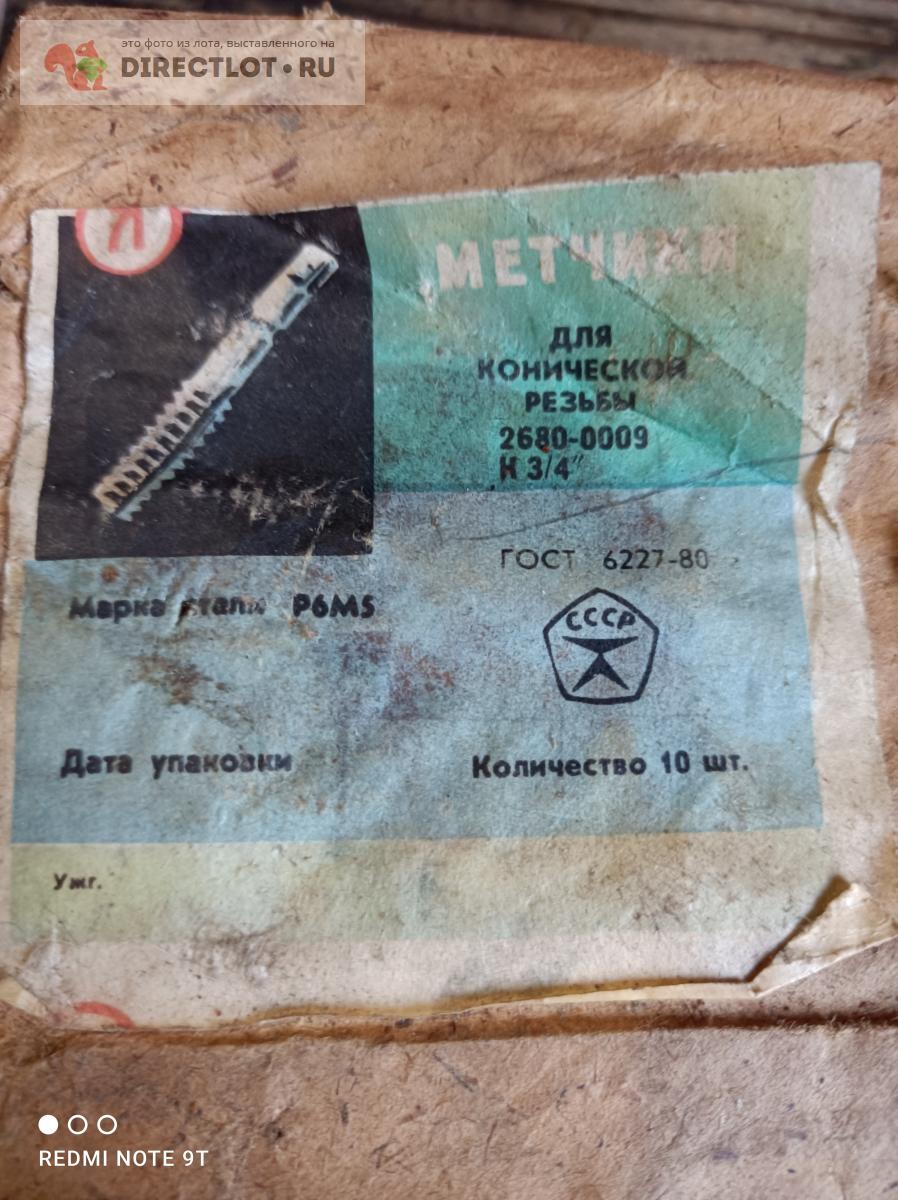 это фото из лота, выставленного на
DIRECTLOT.RU
МЕТЧИКИ
ДЛЯ
КОНИЧЕСКОЙ
РЕЗЬБЫ
2680-0009
К 3/4"
ГОСТ 6227-80
Марка стали Р6М5
СССР
Дата упаковки
Количество 10 шт.
Ужг.
REDMI NOTE 9T